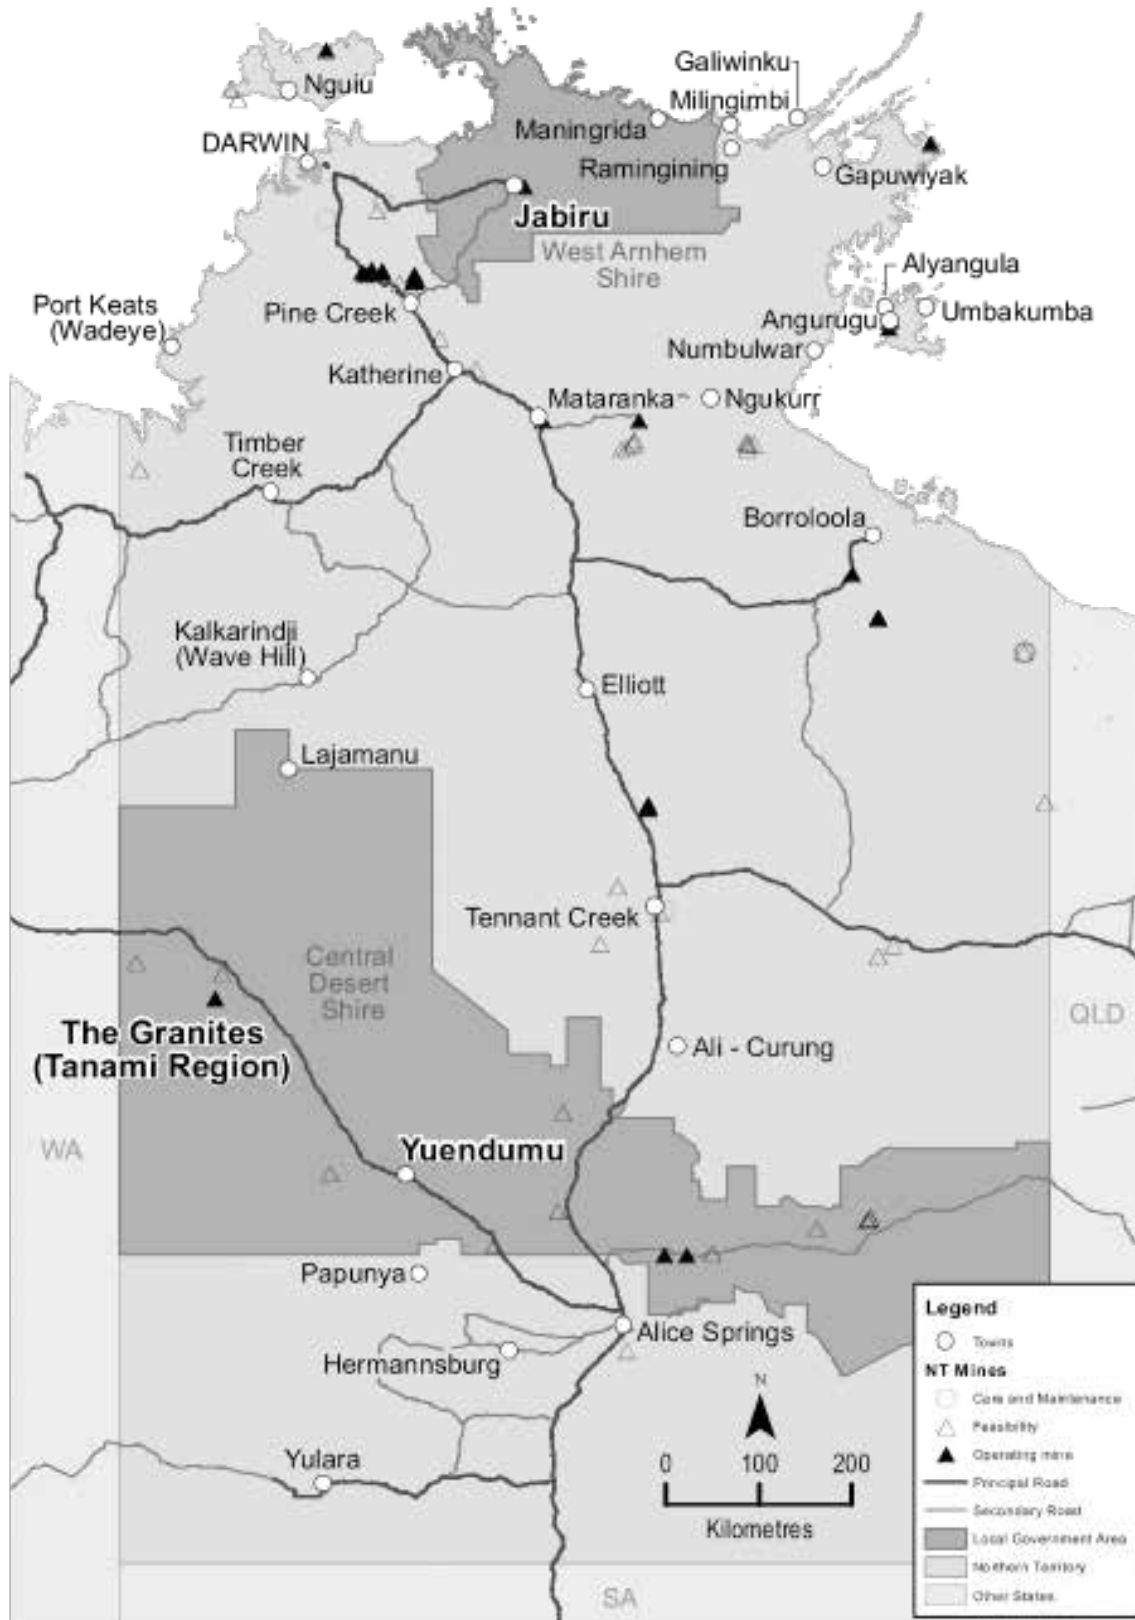 Galiwinku
Nguiu
Milingimbi
Maningrida
DARWIN
Ramingining
Gapuwiyak
Jabiru
West Arnhem
Shire
Alyangula
Port Keats
(Wadeye)
Pine Creek
Angurugu
Umbakumba
Numbulwar
Katherine
Mataranka
Ngukurr
Timber
Creek
Borroloola
Kalkarindji
(Wave Hill)
Elliott
Lajamanu
Tennant Creek
Central
Desert
Shire
QLD
The Granites
(Tanami Region)
Ali - Curung
WA
Yuendumu
Papunya
Alice Springs
Hermannsburg
Yulara
N
0 100 200
Kilometres
SA
Legend
Towns
NT Mines
Care and Maintenance
Feasibility
Operating mine
Principal Road
Secondary Road
Local Government Area
Northern Territory
Other States